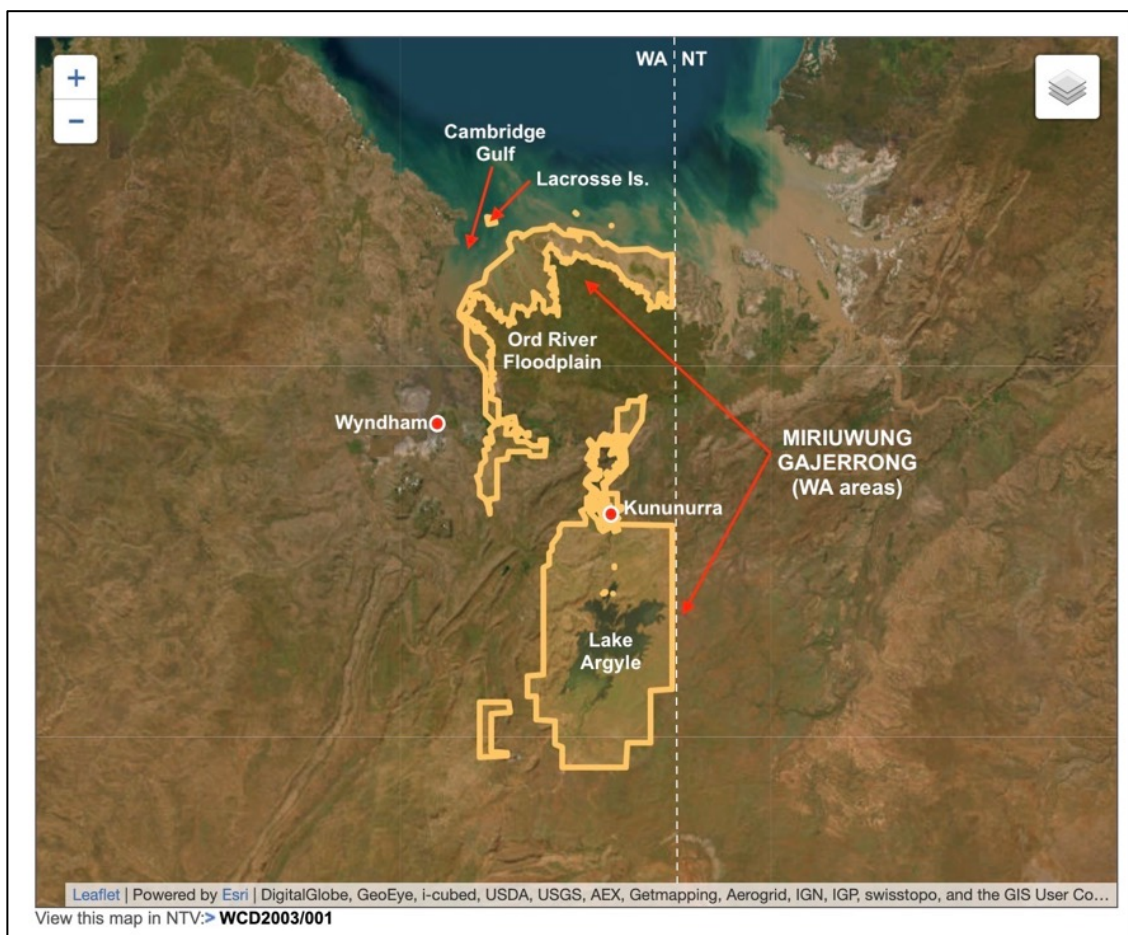 +
−
WA NT
Cambridge
Gulf
Lacrosse Is.
Ord River
Floodplain
Wyndham
MIRIUWUNG
GAJERRONG
(WA areas)
Kununurra
Lake
Argyle
Leaflet | Powered by Esri | DigitalGlobe, GeoEye, i-cubed, USDA, USGS, AEX, Getmapping, Aerogrid, IGN, IGP, swisstopo, and the GIS User Co...
View this map in NTV:> WCD2003/001